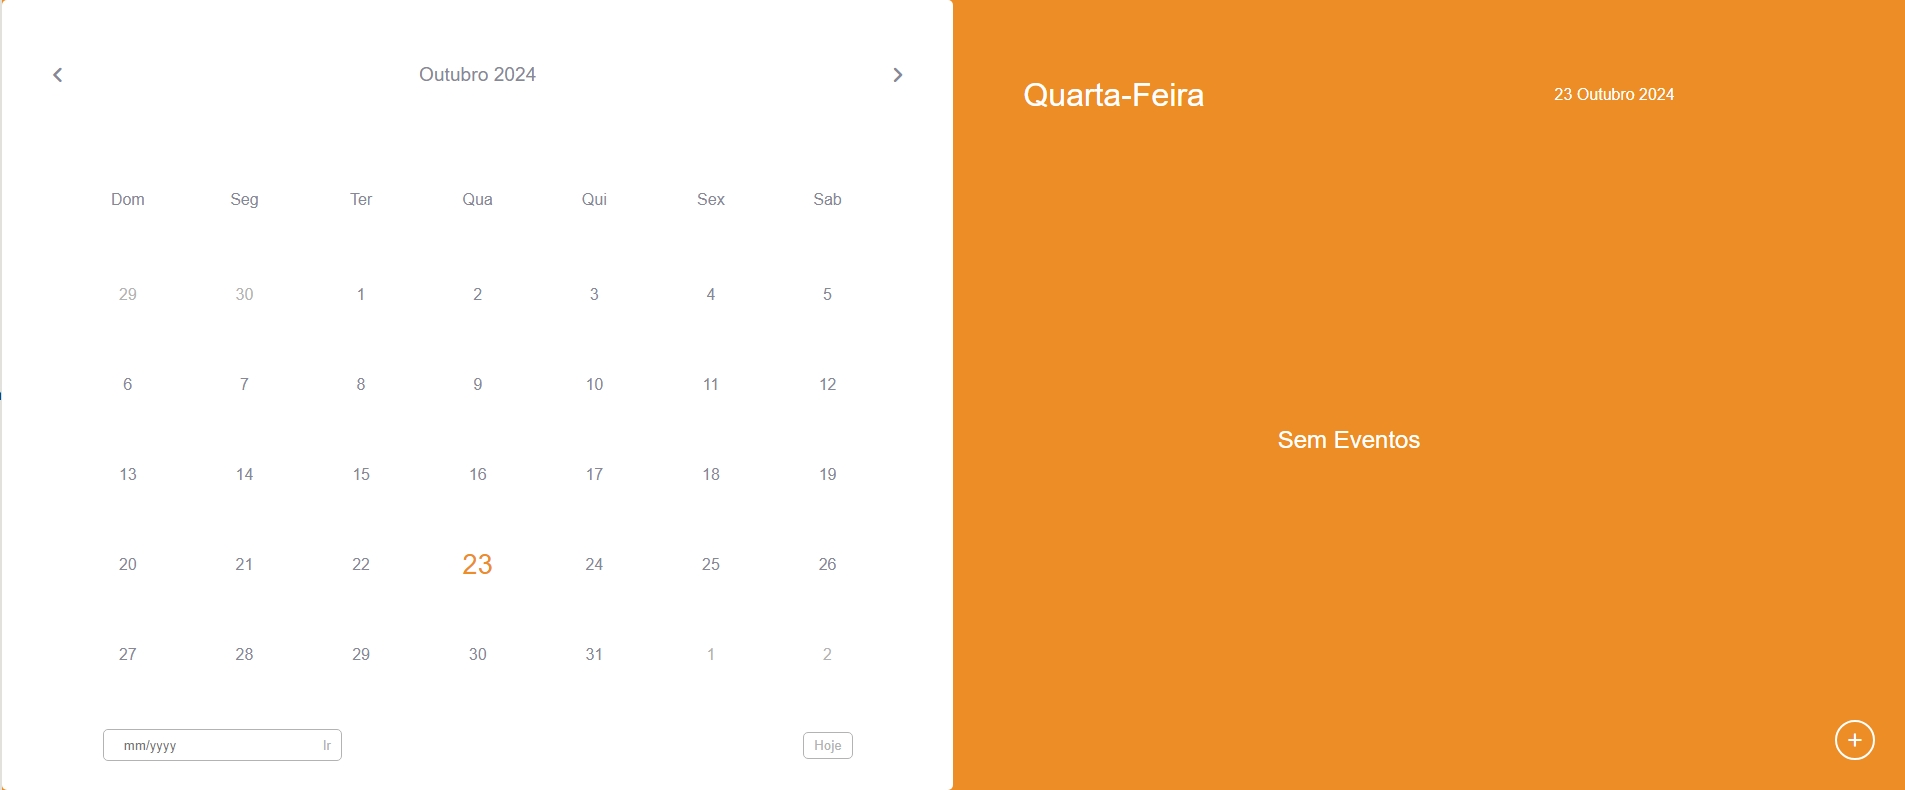 Outubro 2024
Dom Seg Ter Qua Qui Sex Sab
29 30 1 2 3 4 5
6 7 8 9 10 11 12
13 14 15 16 17 18 19
20 21 22 23 24 25 26
27 28 29 30 31 1 2
mm/yyyy Ir Hoje
Quarta-Feira 23 Outubro 2024
Sem Eventos
+